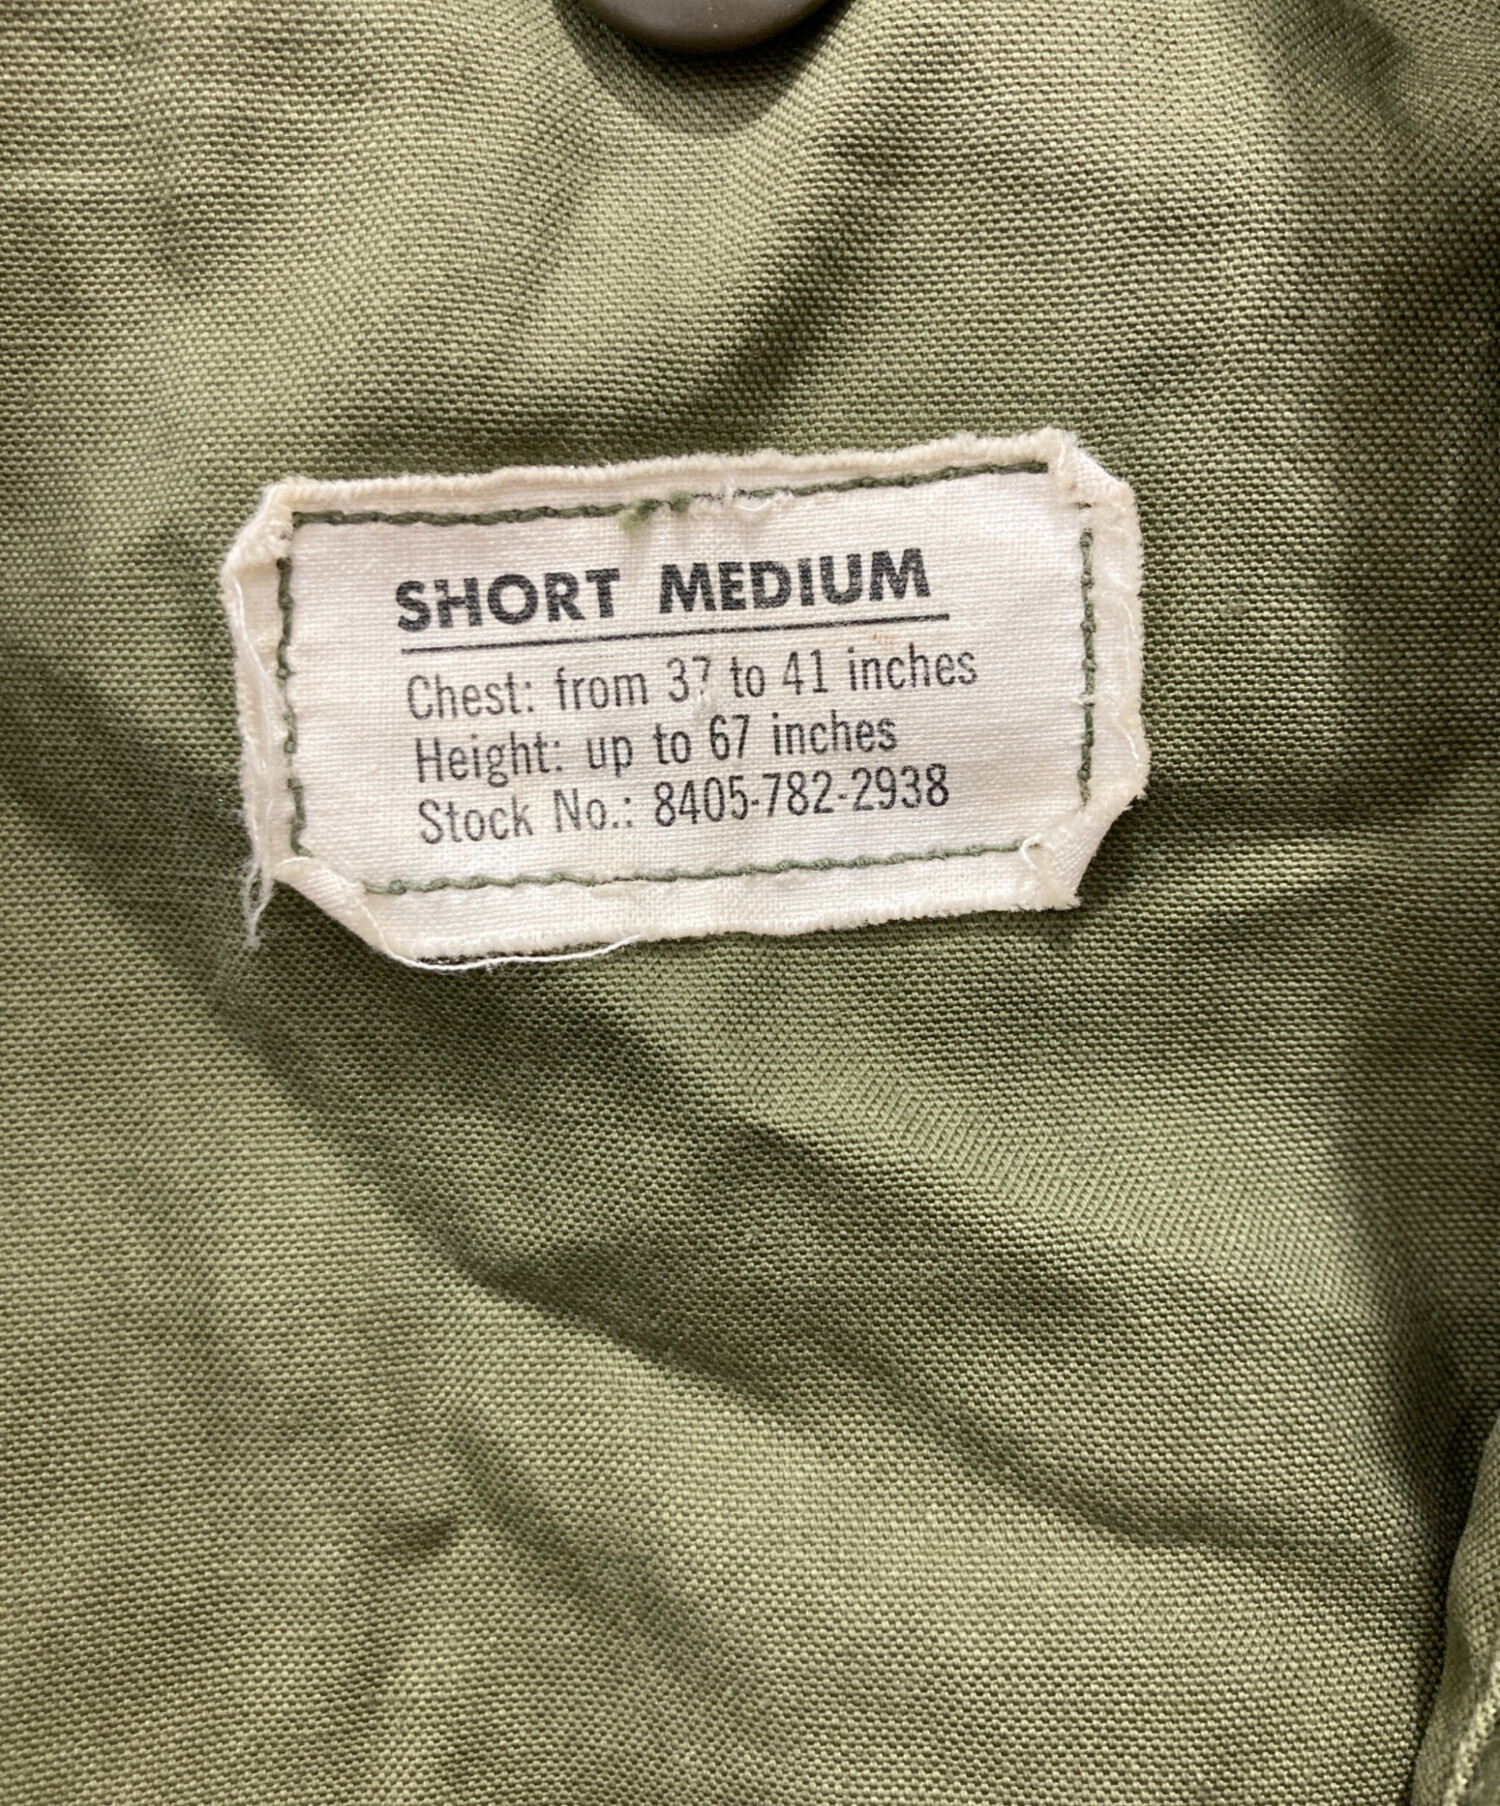 SHORT MEDIUM
Chest: from 37 to 41 inches
Height: up to 67 inches
Stock No.: 8405-782-2938